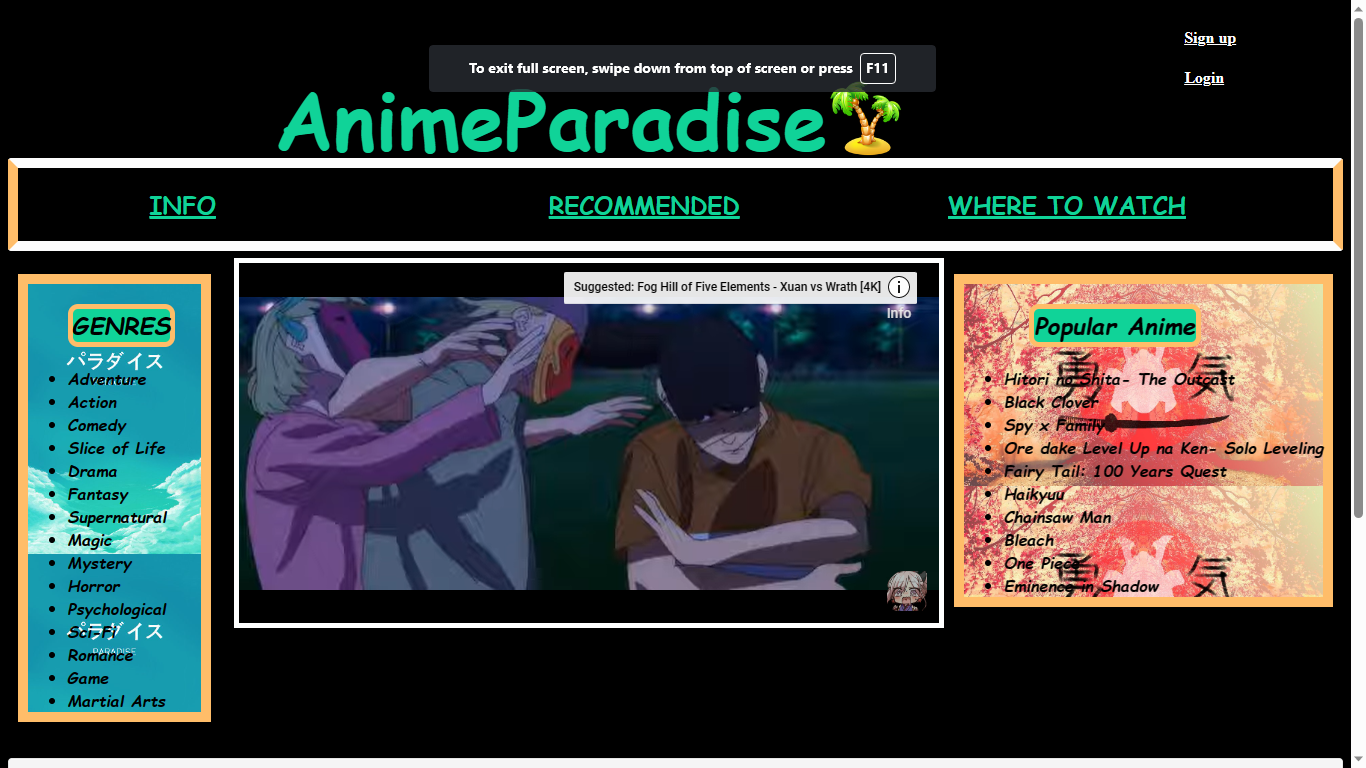 Sign up
To exit full screen, swipe down from top of screen or press F11
Login
AnimeParadise
INFO
RECOMMENDED
WHERE TO WATCH
GENRES
パラダイス
Adventure
Action
Comedy
Slice of Life
Drama
Fantasy
Supernatural
Magic
Mystery
Horror
Psychological
Sci-Fi
パラダイス
Romance
PARADISE
Game
Martial Arts
Suggested: Fog Hill of Five Elements - Xuan vs Wrath [4K]
Info
Popular Anime
勇気
Hitori no Shita- The Outcast
Black Clover
Spy x Family
Ore dake Level Up na Ken- Solo Leveling
Fairy Tail: 100 Years Quest
Haikyuu
Chainsaw Man
Bleach
One Piece
勇気
Eminence in Shadow